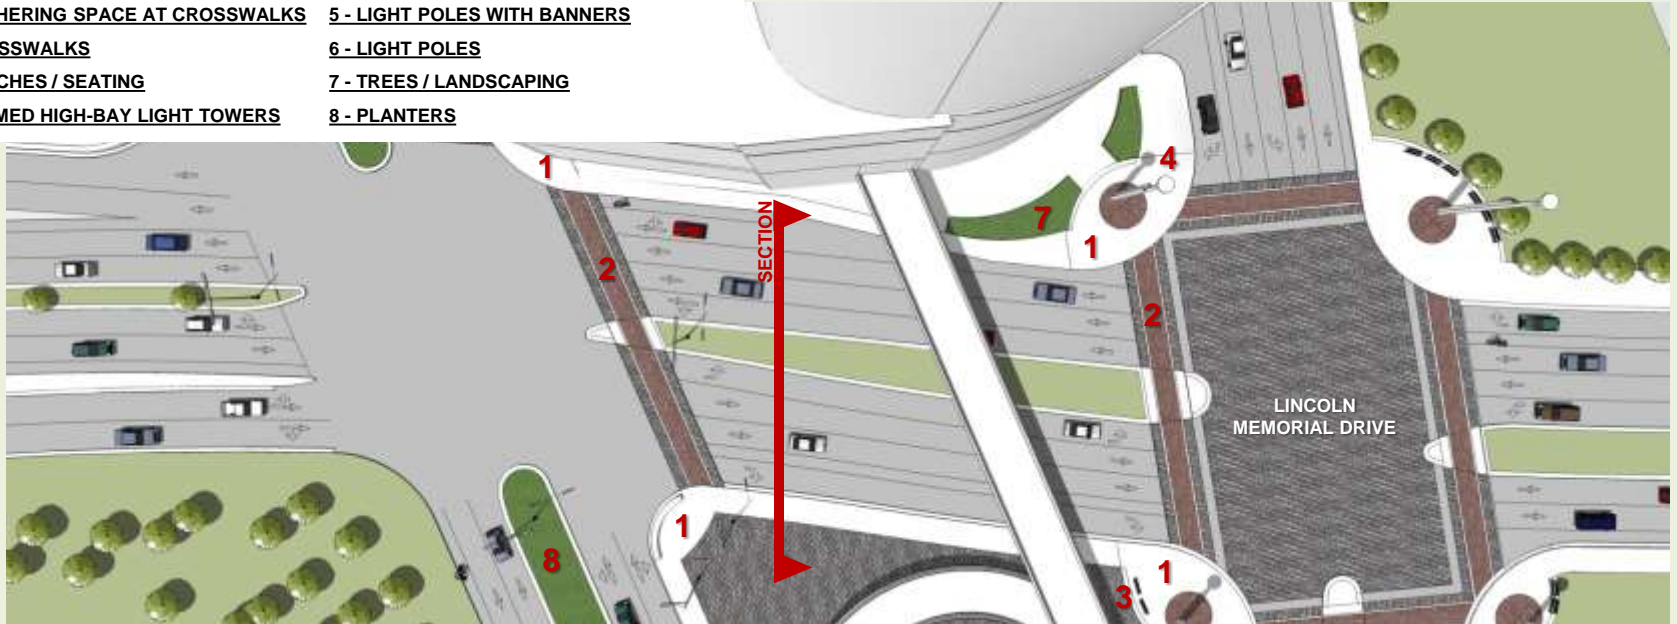 HERING SPACE AT CROSSWALKS
SSWALKS
CHES / SEATING
MED HIGH-BAY LIGHT TOWERS
5 - LIGHT POLES WITH BANNERS
6 - LIGHT POLES
7 - TREES / LANDSCAPING
8 - PLANTERS
1
4
7
1
SECTION
2
2
LINCOLN
MEMORIAL DRIVE
1
8
1
3